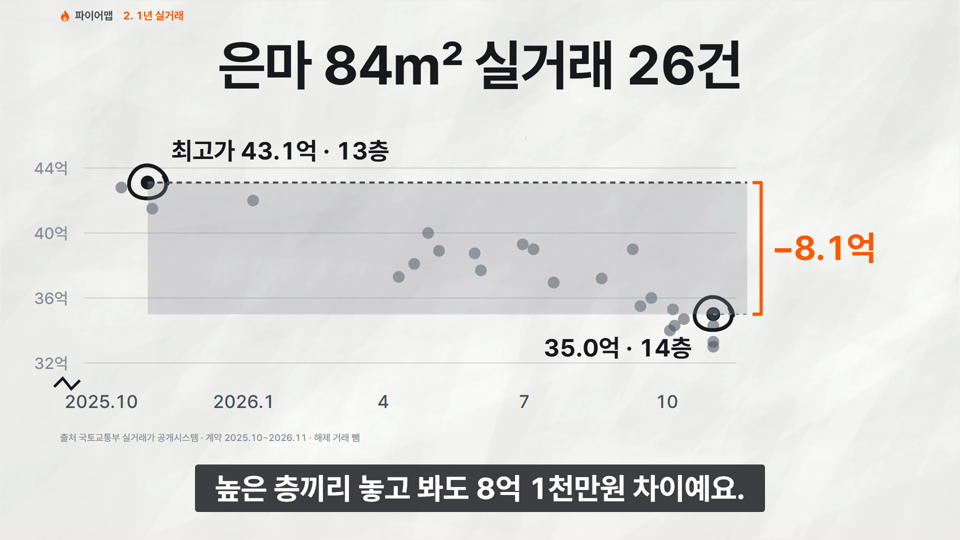 파이어맵 2. 1년 실거래
은마 84m² 실거래 26건
최고가 43.1억 · 13층
44억
40억
36억
32억
−8.1억
35.0억 · 14층
2025.10 2026.1 4 7 10
출처 국토교통부 실거래가 공개시스템 · 계약 2025.10~2026.11 · 해제 거래 뺌
높은 층끼리 놓고 봐도 8억 1천만원 차이예요.